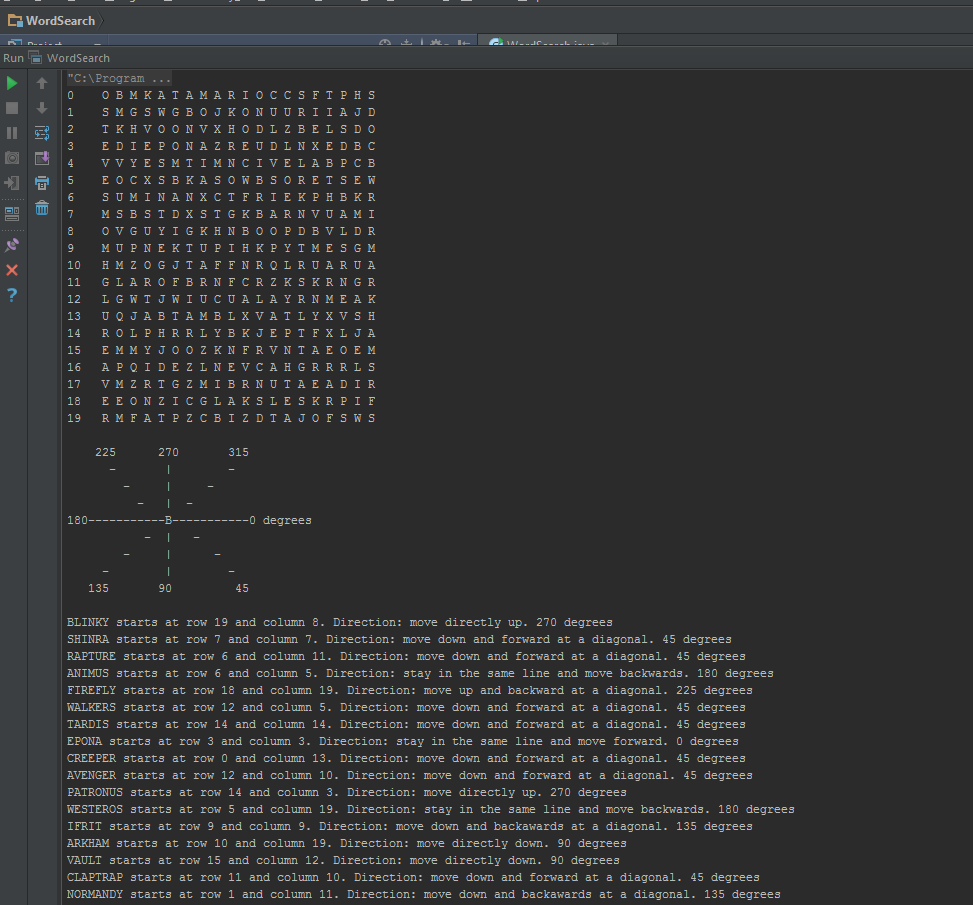 WordSearch
Project
WordSearch.java
Run WordSearch
"C:\Program ...
0 O B M K A T A M A R I O C C S F T P H S
1 S M G S W G B O J K O N U U R I I A J D
2 T K H V O O N V X H O D L Z B E L S D O
3 E D I E P O N A Z R E U D L N X E D B C
4 V V Y E S M T I M N C I V E L A B P C B
5 E O C X S B K A S O W B S O R E T S E W
6 S U M I N A N X C T F R I E K P H B K R
7 M S B S T D X S T G K B A R N V U A M I
8 O V G U Y I G K H N B O O P D B V L D R
9 M U P N E K T U P I H K P Y T M E S G M
10 H M Z O G J T A F F N R Q L R U A R U A
11 G L A R O F B R N F C R Z K S K R N G R
12 L G W T J W I U C U A L A Y R N M E A K
13 U Q J A B T A M B L X V A T L Y X V S H
14 R O L P H R R L Y B K J E P T F X L J A
15 E M M Y J O O Z K N F R V N T A E O E M
16 A P Q I D E Z L N E V C A H G R R R L S
17 V M Z R T G Z M I B R N U T A E A D I R
18 E E O N Z I C G L A K S L E S K R P I F
19 R M F A T P Z C B I Z D T A J O F S W S
225 270 315
180-----------B-----------0 degrees
135 90 45
BLINKY starts at row 19 and column 8. Direction: move directly up. 270 degrees
SHINRA starts at row 7 and column 7. Direction: move down and forward at a diagonal. 45 degrees
RAPTURE starts at row 6 and column 11. Direction: move down and forward at a diagonal. 45 degrees
ANIMUS starts at row 6 and column 5. Direction: stay in the same line and move backwards. 180 degrees
FIREFLY starts at row 18 and column 19. Direction: move up and backward at a diagonal. 225 degrees
WALKERS starts at row 12 and column 5. Direction: move down and forward at a diagonal. 45 degrees
TARDIS starts at row 14 and column 14. Direction: move down and forward at a diagonal. 45 degrees
EPONA starts at row 3 and column 3. Direction: stay in the same line and move forward. 0 degrees
CREEPER starts at row 0 and column 13. Direction: move down and forward at a diagonal. 45 degrees
AVENGER starts at row 12 and column 10. Direction: move down and forward at a diagonal. 45 degrees
PATRONUS starts at row 14 and column 3. Direction: move directly up. 270 degrees
WESTEROS starts at row 5 and column 19. Direction: stay in the same line and move backwards. 180 degrees
IFRIT starts at row 9 and column 9. Direction: move down and backawards at a diagonal. 135 degrees
ARKHAM starts at row 10 and column 19. Direction: move directly down. 90 degrees
VAULT starts at row 15 and column 12. Direction: move directly down. 90 degrees
CLAPTRAP starts at row 11 and column 10. Direction: move down and forward at a diagonal. 45 degrees
NORMANDY starts at row 1 and column 11. Direction: move down and backawards at a diagonal. 135 degrees